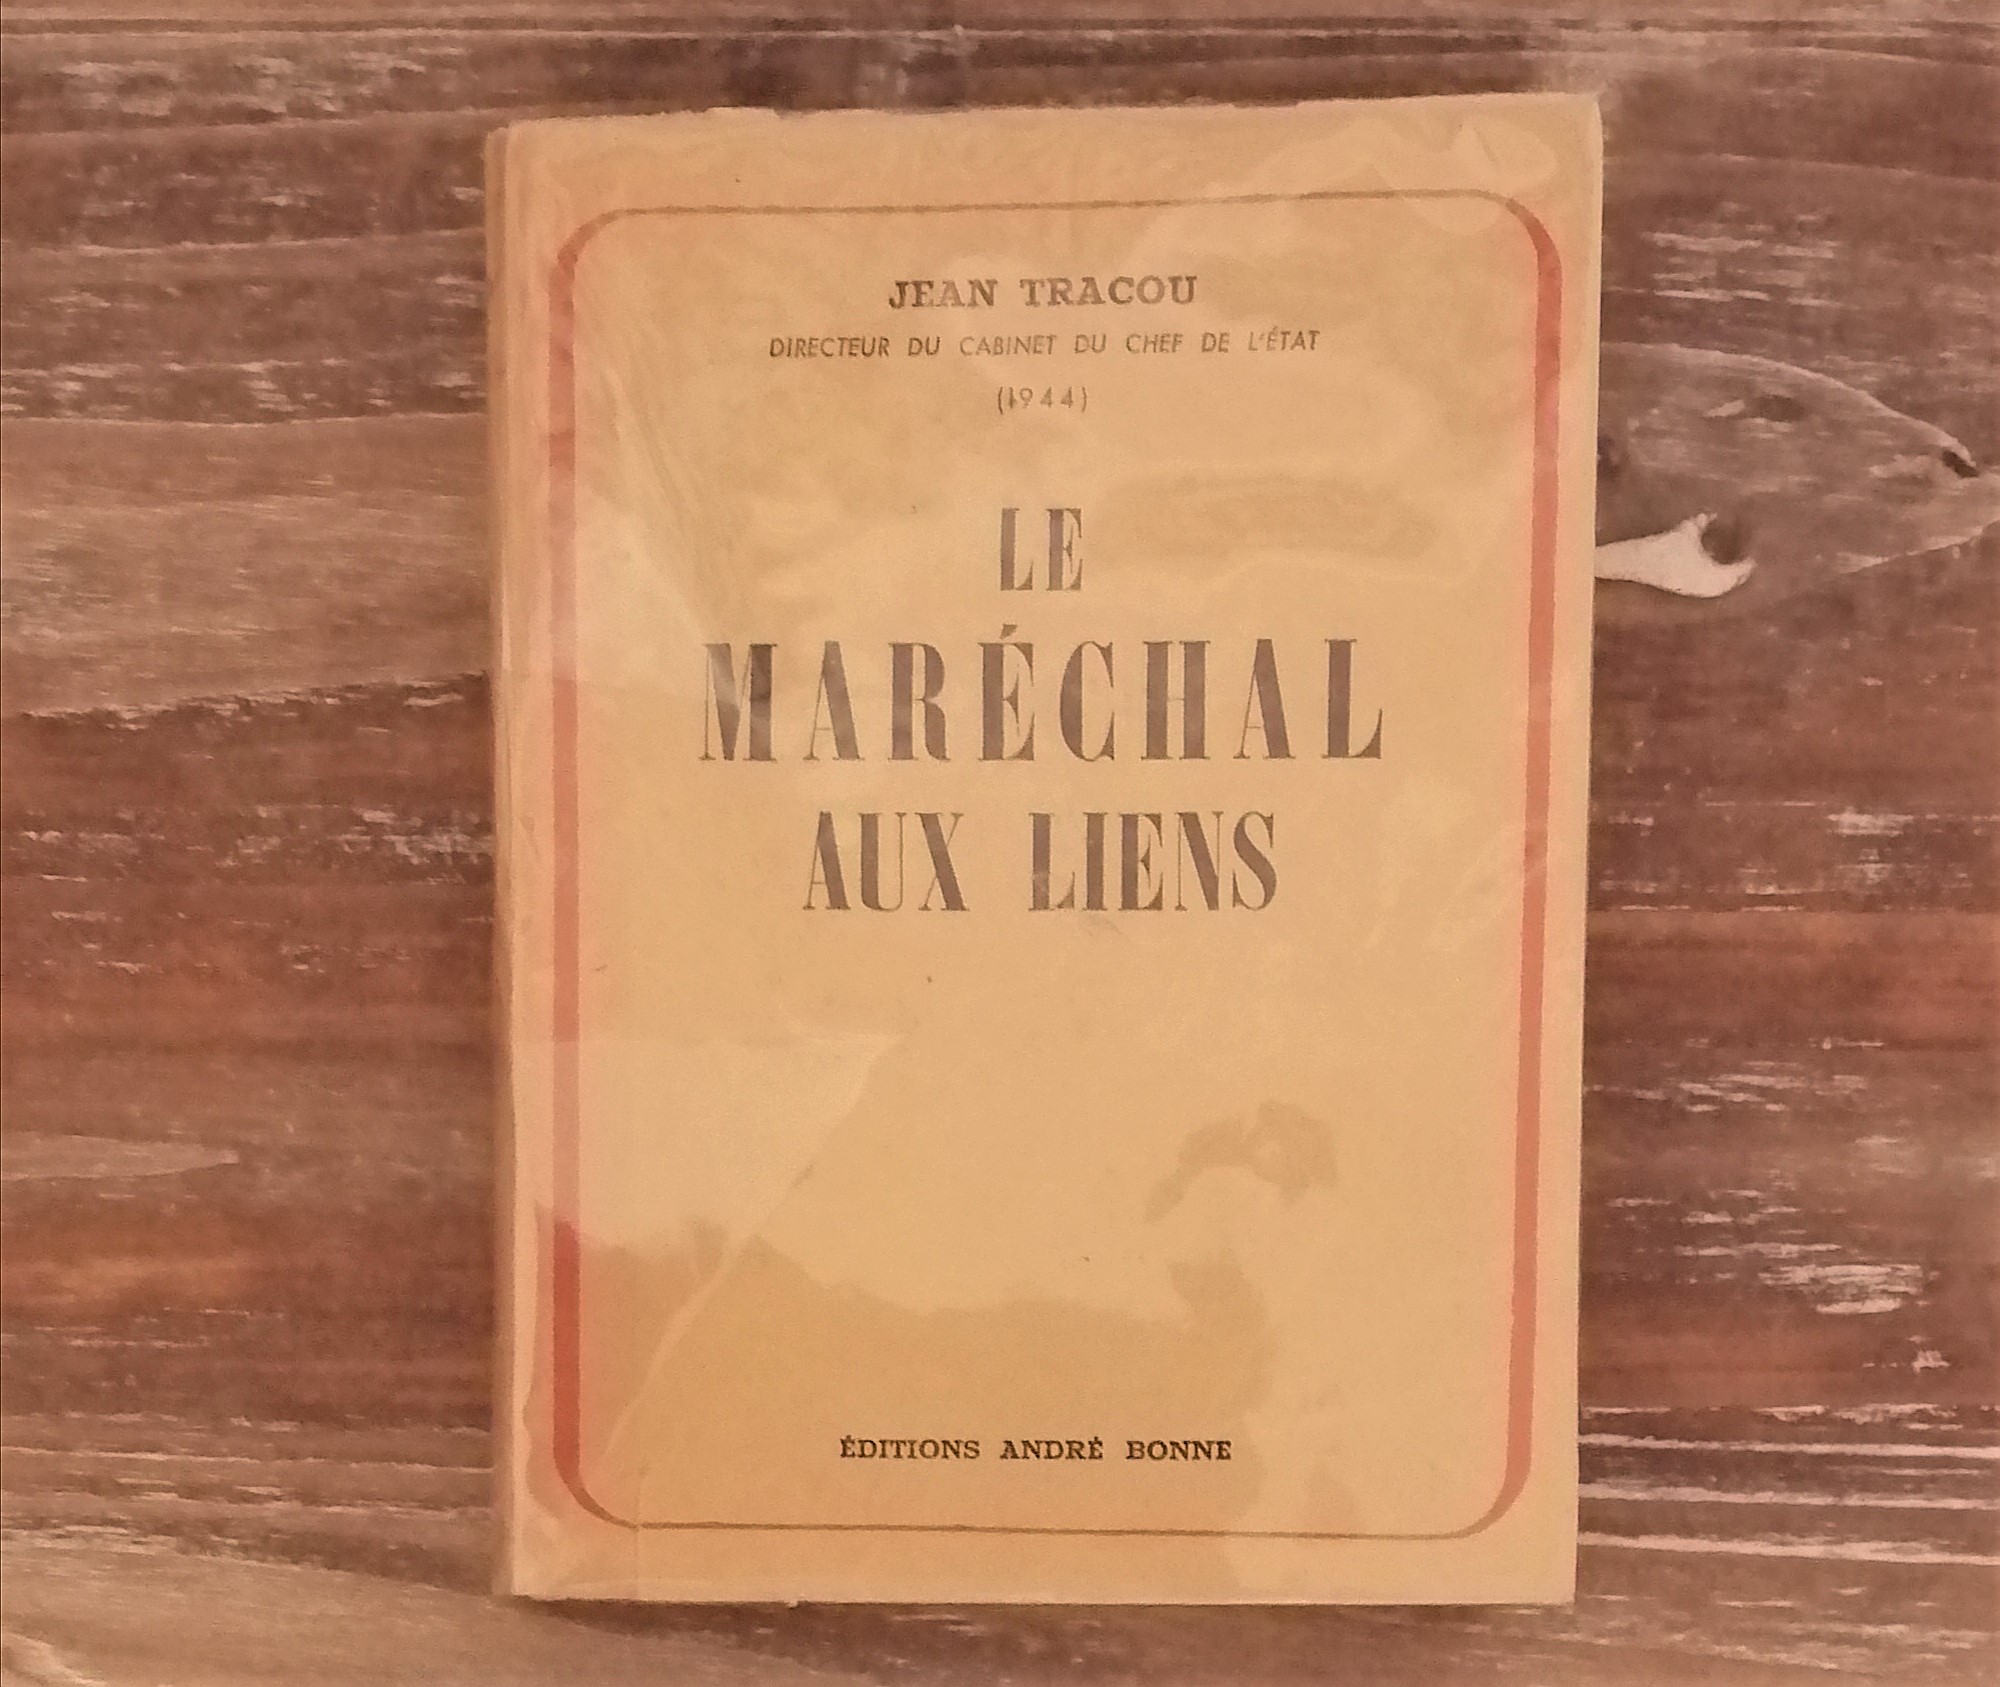 JEAN TRACOU
DIRECTEUR DU CABINET DU CHEF DE L'ÉTAT
(1944)
LE
MARÉCHAL
AUX LIENS
ÉDITIONS ANDRÉ BONNE